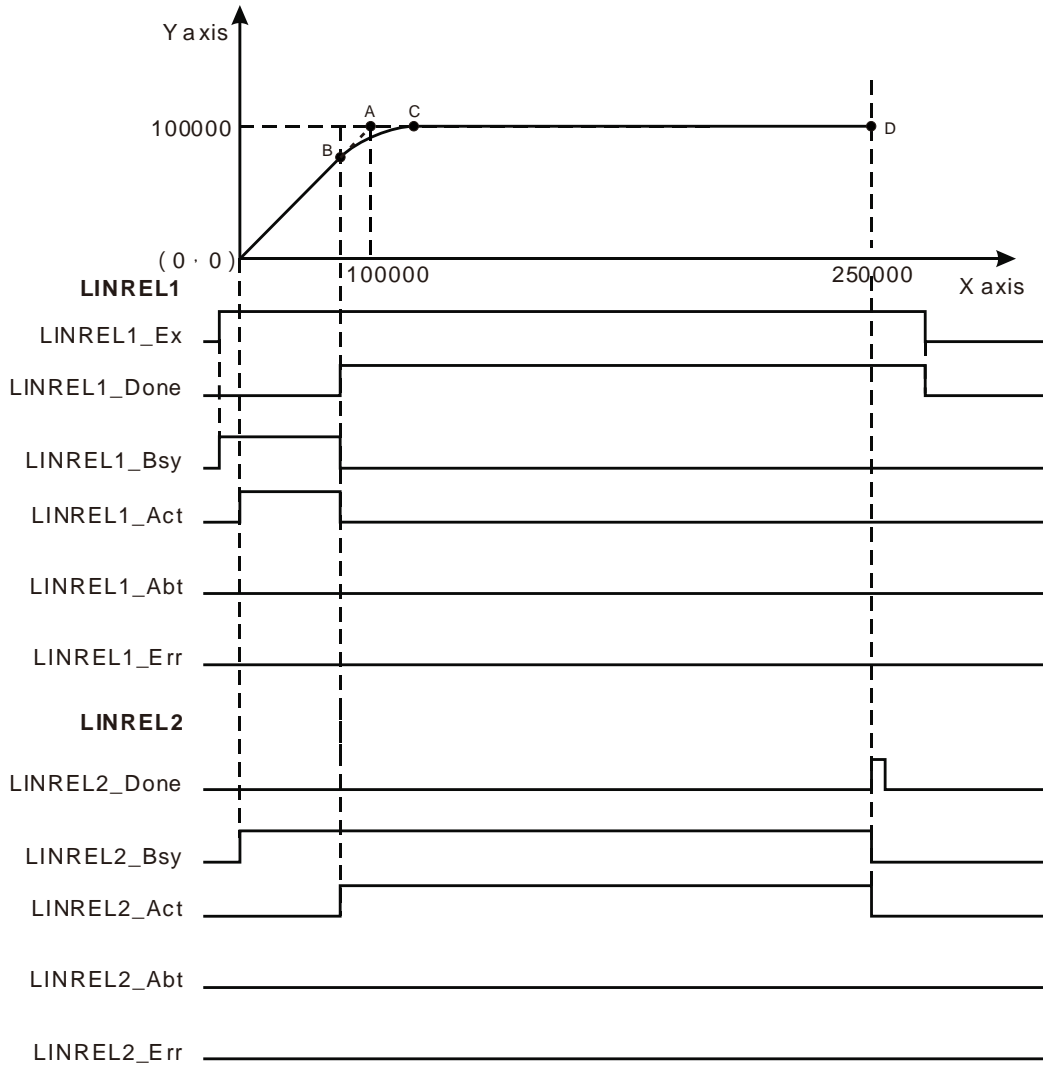 Y axis
A C
100000
B
D
(0, 0)
100000
250000
X axis
LINREL1
LINREL1_Ex
LINREL1_Done
LINREL1_Bsy
LINREL1_Act
LINREL1_Abt
LINREL1_Err
LINREL2
LINREL2_Done
LINREL2_Bsy
LINREL2_Act
LINREL2_Abt
LINREL2_Err